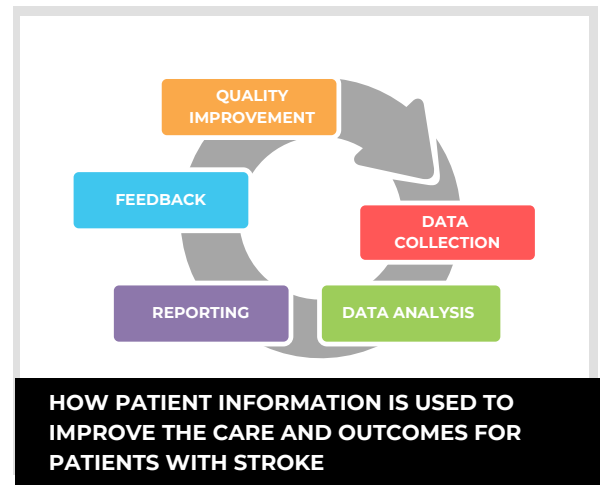 QUALITY
IMPROVEMENT
FEEDBACK
DATA
COLLECTION
REPORTING
DATA ANALYSIS
HOW PATIENT INFORMATION IS USED TO
IMPROVE THE CARE AND OUTCOMES FOR
PATIENTS WITH STROKE